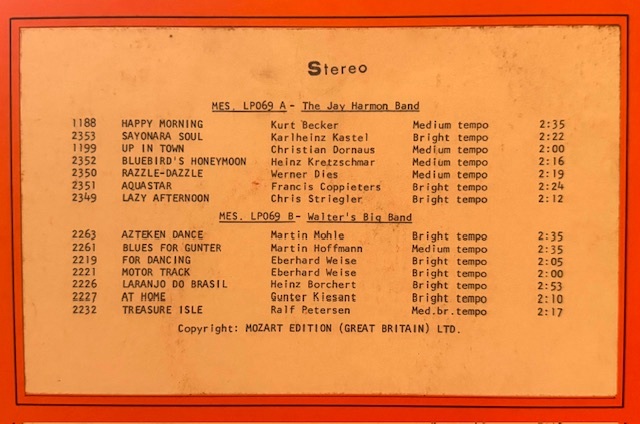 Stereo
MES. LP069 A - The Jay Harmon Band
1188 HAPPY MORNING Kurt Becker Medium tempo 2:35
2353 SAYONARA SOUL Karlheinz Kastel Bright tempo 2:22
1199 UP IN TOWN Christian Dornaus Medium tempo 2:00
2352 BLUEBIRD'S HONEYMOON Heinz Kretzschmar Medium tempo 2:16
2350 RAZZLE-DAZZLE Werner Dies Medium tempo 2:19
2351 AQUASTAR Francis Coppieters Bright tempo 2:24
2349 LAZY AFTERNOON Chris Striegler Bright tempo 2:12
MES. LP069 B - Walter's Big Band
2263 AZTEKEN DANCE Martin Mohle Bright tempo 2:35
2261 BLUES FOR GUNTER Martin Hoffmann Medium tempo 2:35
2219 FOR DANCING Eberhard Weise Bright tempo 2:05
2221 MOTOR TRACK Eberhard Weise Bright tempo 2:00
2226 LARANJO DO BRASIL Heinz Borchert Bright tempo 2:53
2227 AT HOME Gunter Kiesant Bright tempo 2:10
2232 TREASURE ISLE Ralf Petersen Med.br.tempo 2:17
Copyright: MOZART EDITION (GREAT BRITAIN) LTD.